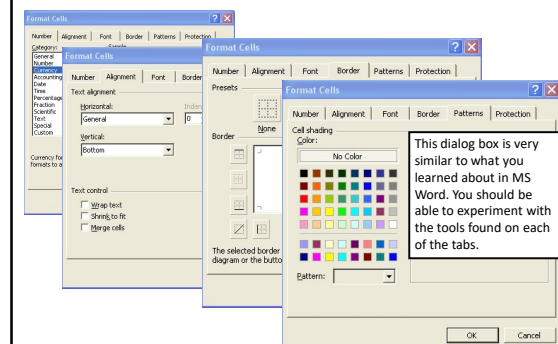 Format Cells
Number Alignment Font Border Patterns Protection
Category:
Sample
General
Number
Currency
Accounting
Date
Time
Percentage
Fraction
Scientific
Text
Special
Custom
Currency for
formats to a
Format Cells
Number Alignment Font Border
Text alignment
Horizontal:
Inden
General
0
Vertical:
Bottom
Text control
Wrap text
Shrink to fit
Merge cells
Format Cells
Number Alignment Font Border Patterns Protection
Presets
None
Border
The selected border
diagram or the butto
Format Cells
Number Alignment Font Border Patterns Protection
Cell shading
Color:
No Color
Pattern:
OK Cancel
This dialog box is very
similar to what you
learned about in MS
Word. You should be
able to experiment with
the tools found on each
of the tabs.